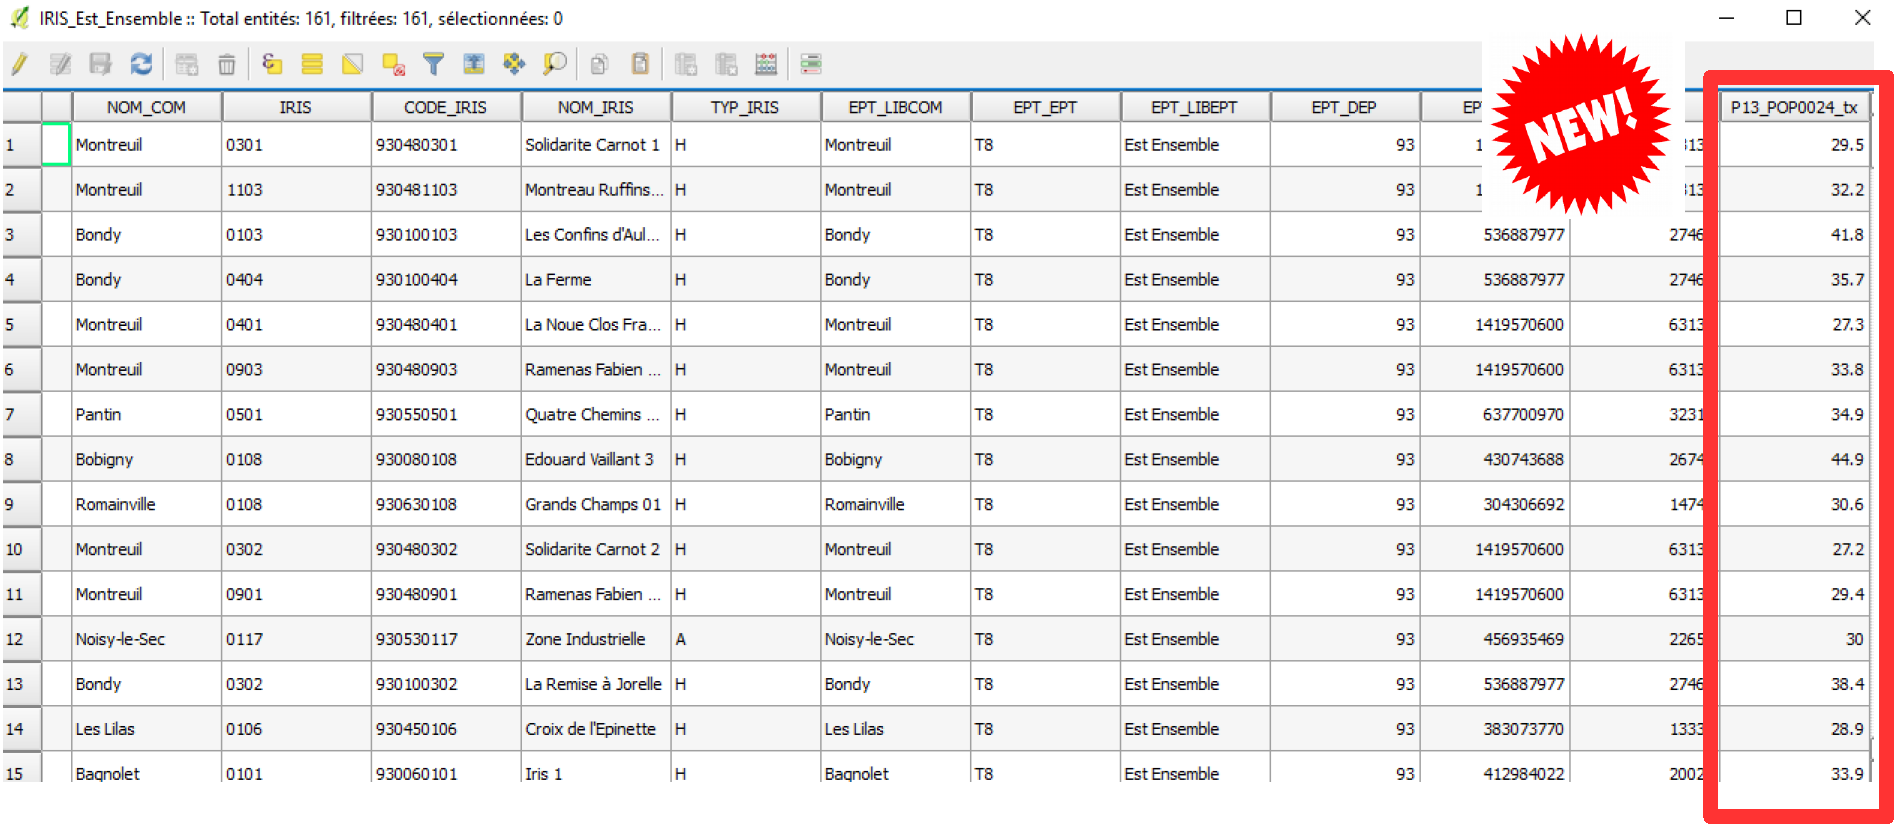 IRIS_Est_Ensemble :: Total entités: 161, filtrées: 161, sélectionnées: 0
NEW!
NOM_COM IRIS CODE_IRIS NOM_IRIS TYP_IRIS EPT_LIBCOM EPT_EPT EPT_LIBEPT EPT_DEP P13_POP0024_tx
1 Montreuil 0301 930480301 Solidarite Carnot 1 H Montreuil T8 Est Ensemble 93 29.5
2 Montreuil 1103 930481103 Montreau Ruffins... H Montreuil T8 Est Ensemble 93 32.2
3 Bondy 0103 930100103 Les Confins d'Aul... H Bondy T8 Est Ensemble 93 536887977 2746 41.8
4 Bondy 0404 930100404 La Ferme H Bondy T8 Est Ensemble 93 536887977 2746 35.7
5 Montreuil 0401 930480401 La Noue Clos Fra... H Montreuil T8 Est Ensemble 93 1419570600 6313 27.3
6 Montreuil 0903 930480903 Ramenas Fabien ... H Montreuil T8 Est Ensemble 93 1419570600 6313 33.8
7 Pantin 0501 930550501 Quatre Chemins ... H Pantin T8 Est Ensemble 93 637700970 3231 34.9
8 Bobigny 0108 930080108 Edouard Vaillant 3 H Bobigny T8 Est Ensemble 93 430743688 2674 44.9
9 Romainville 0108 930630108 Grands Champs 01 H Romainville T8 Est Ensemble 93 304306692 1474 30.6
10 Montreuil 0302 930480302 Solidarite Carnot 2 H Montreuil T8 Est Ensemble 93 1419570600 6313 27.2
11 Montreuil 0901 930480901 Ramenas Fabien ... H Montreuil T8 Est Ensemble 93 1419570600 6313 29.4
12 Noisy-le-Sec 0117 930530117 Zone Industrielle A Noisy-le-Sec T8 Est Ensemble 93 456935469 2265 30
13 Bondy 0302 930100302 La Remise à Jorelle H Bondy T8 Est Ensemble 93 536887977 2746 38.4
14 Les Lilas 0106 930450106 Croix de l'Epinette H Les Lilas T8 Est Ensemble 93 383073770 1333 28.9
15 Bagnolet 0101 930060101 Iris 1 H Bagnolet T8 Est Ensemble 93 412984022 2002 33.9